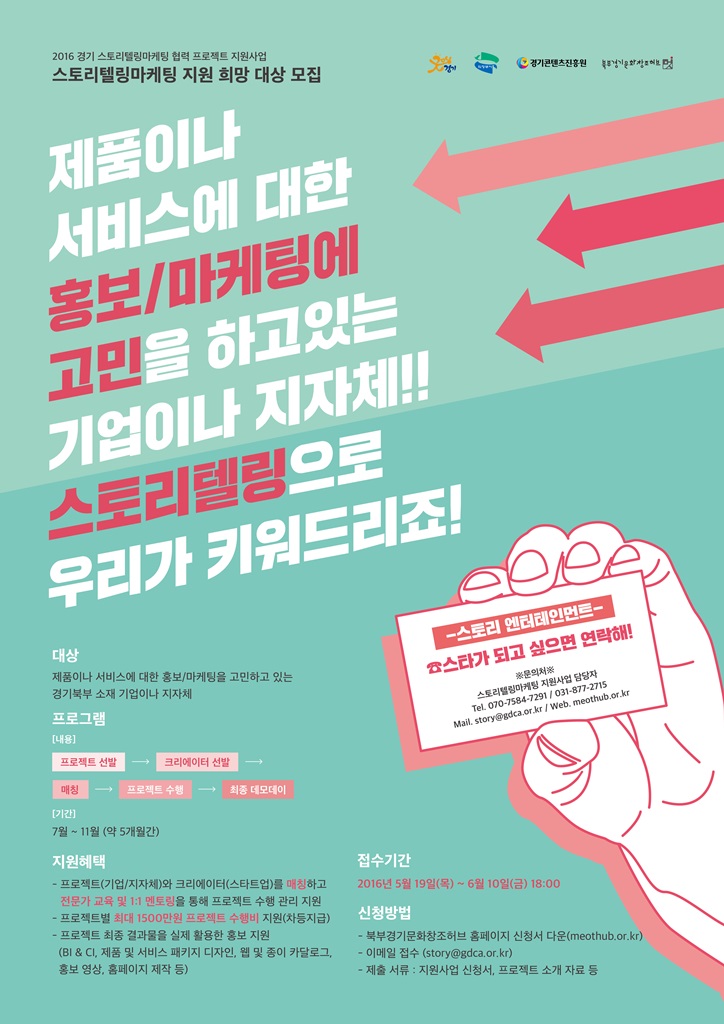 2016 경기 스토리텔링마케팅 협력 프로젝트 지원사업
스토리텔링마케팅 지원 희망 대상 모집
경기콘텐츠진흥원
북부경기문화창조허브
제품이나
서비스에 대한
홍보/마케팅에
고민을 하고있는
기업이나 지자체!!
스토리텔링으로
우리가 키워드리죠!
-스토리 엔터테인먼트-
☎스타가 되고 싶으면 연락해!
※문의처※
스토리텔링마케팅 지원사업 담당자
Tel. 070-7584-7291 / 031-877-2715
Mail. story@gdca.or.kr / Web. meothub.or.kr
대상
제품이나 서비스에 대한 홍보/마케팅을 고민하고 있는
경기북부 소재 기업이나 지자체
프로그램
[내용]
프로젝트 선발 → 크리에이터 선발 →
매칭 → 프로젝트 수행 → 최종 데모데이
[기간]
7월 ~ 11월 (약 5개월간)
지원혜택
- 프로젝트(기업/지자체)와 크리에이터(스타트업)를 매칭하고
전문가 교육 및 1:1 멘토링을 통해 프로젝트 수행 관리 지원
- 프로젝트별 최대 1500만원 프로젝트 수행비 지원(차등지급)
- 프로젝트 최종 결과물을 실제 활용한 홍보 지원
(BI & CI, 제품 및 서비스 패키지 디자인, 웹 및 종이 카달로그,
홍보 영상, 홈페이지 제작 등)
접수기간
2016년 5월 19일(목) ~ 6월 10일(금) 18:00
신청방법
- 북부경기문화창조허브 홈페이지 신청서 다운(meothub.or.kr)
- 이메일 접수 (story@gdca.or.kr)
- 제출 서류 : 지원사업 신청서, 프로젝트 소개 자료 등